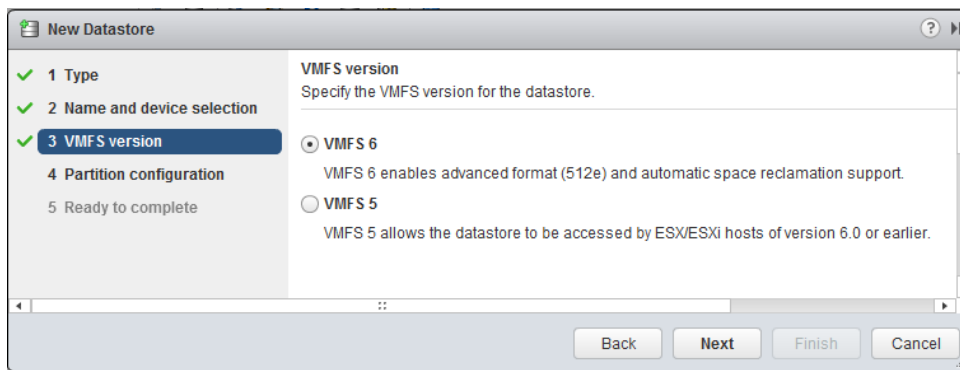 New Datastore
?
1 Type
2 Name and device selection
3 VMFS version
4 Partition configuration
5 Ready to complete
VMFS version
Specify the VMFS version for the datastore.
VMFS 6
VMFS 6 enables advanced format (512e) and automatic space reclamation support.
VMFS 5
VMFS 5 allows the datastore to be accessed by ESX/ESXi hosts of version 6.0 or earlier.
Back Next Finish Cancel